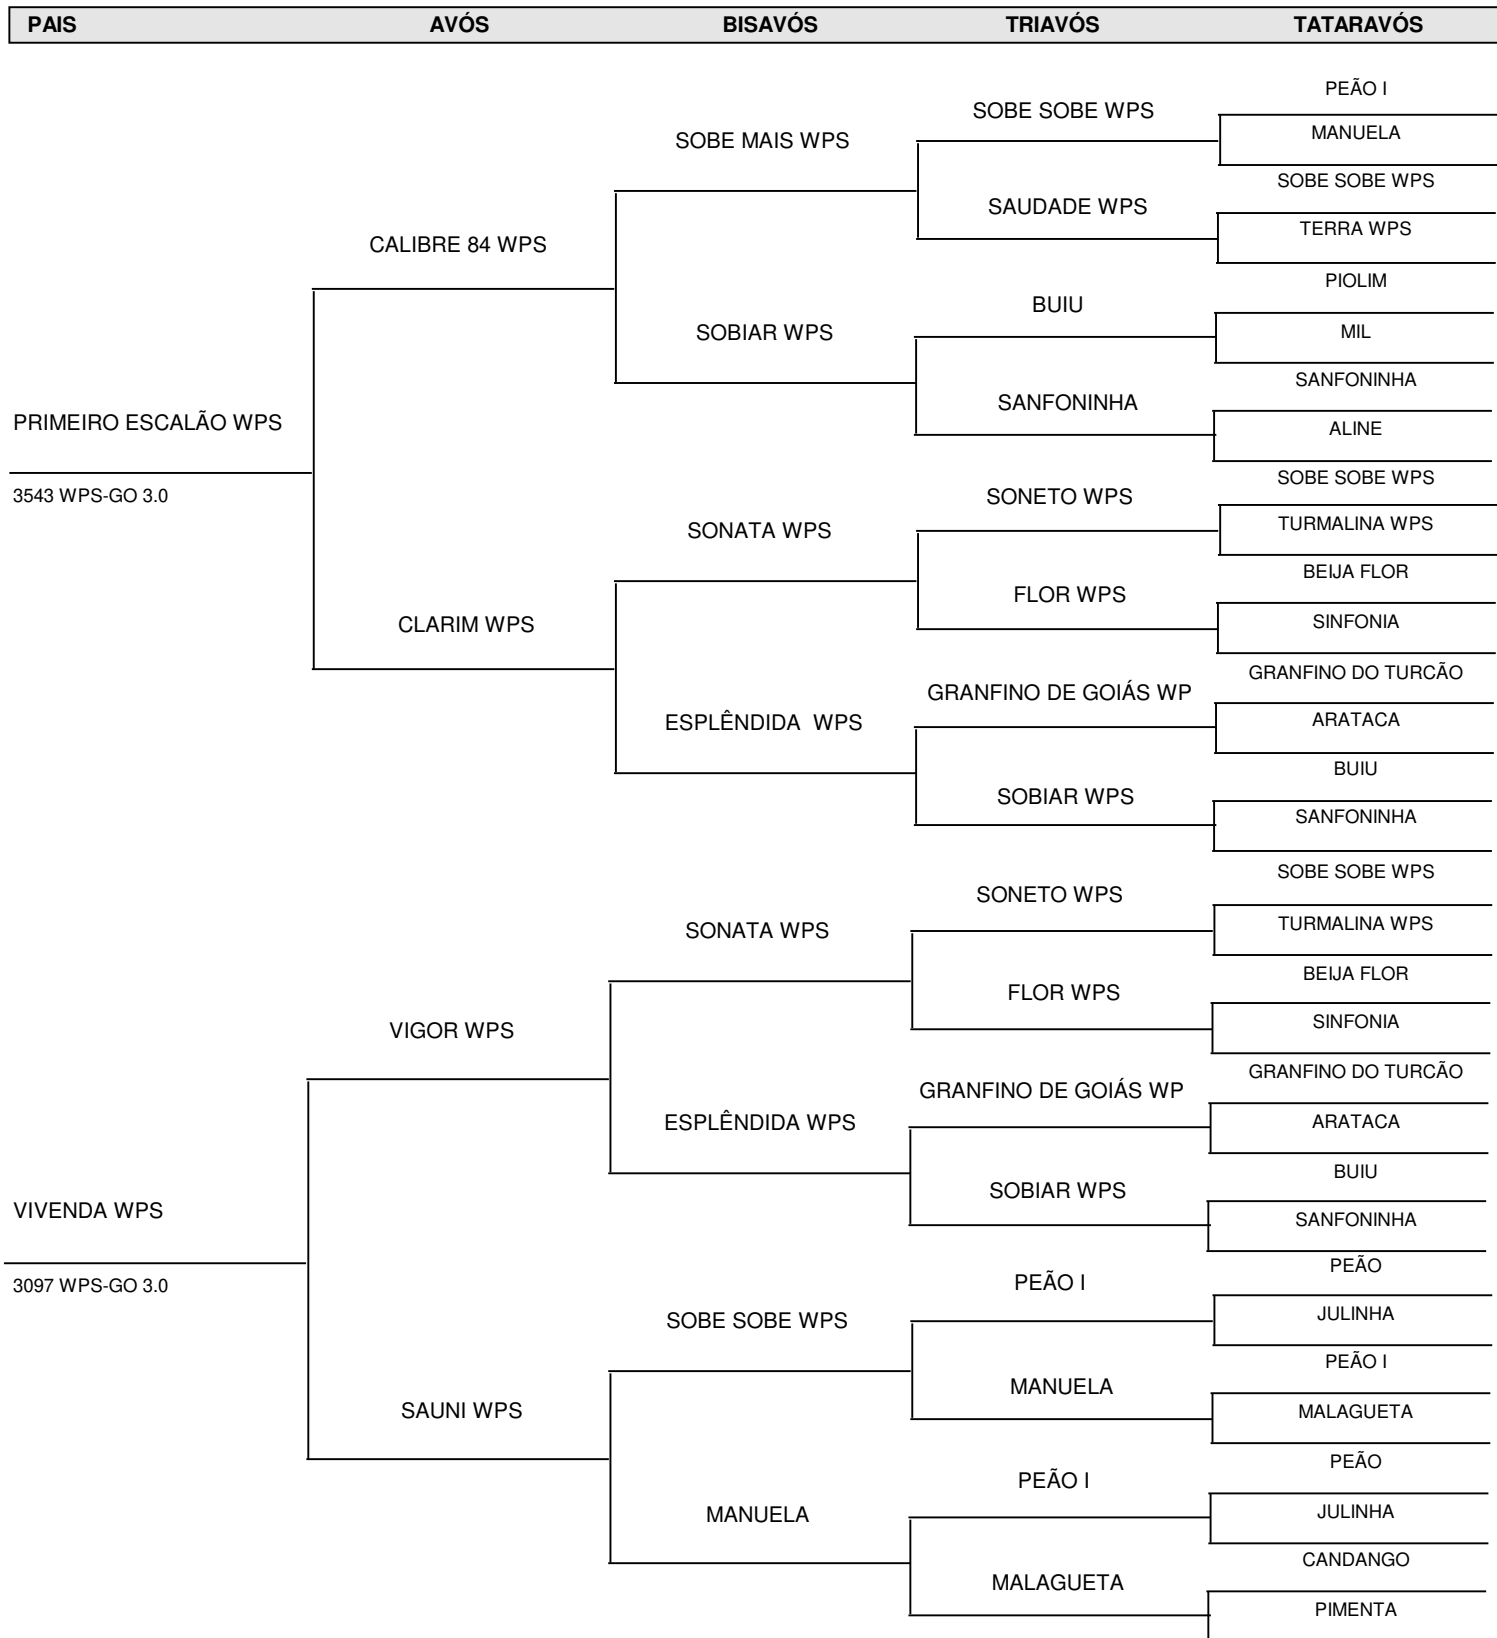 PAIS AVÓS BISAVÓS TRIAVÓS TATARAVÓS
PEÃO I
SOBE SOBE WPS
MANUELA
SOBE MAIS WPS
SOBE SOBE WPS
SAUDADE WPS
TERRA WPS
CALIBRE 84 WPS
PIOLIM
BUIU
MIL
SOBIAR WPS
SANFONINHA
SANFONINHA
ALINE
PRIMEIRO ESCALÃO WPS
3543 WPS-GO 3.0
SOBE SOBE WPS
SONETO WPS
TURMALINA WPS
SONATA WPS
BEIJA FLOR
FLOR WPS
SINFONIA
CLARIM WPS
GRANFINO DO TURCÃO
GRANFINO DE GOIÁS WP
ARATACA
ESPLÊNDIDA WPS
BUIU
SOBIAR WPS
SANFONINHA
SOBE SOBE WPS
SONETO WPS
TURMALINA WPS
SONATA WPS
BEIJA FLOR
FLOR WPS
SINFONIA
VIGOR WPS
GRANFINO DO TURCÃO
GRANFINO DE GOIÁS WP
ARATACA
ESPLÊNDIDA WPS
BUIU
SOBIAR WPS
SANFONINHA
VIVENDA WPS
3097 WPS-GO 3.0
PEÃO
PEÃO I
JULINHA
SOBE SOBE WPS
PEÃO I
MANUELA
MALAGUETA
SAUNI WPS
PEÃO
PEÃO I
JULINHA
MANUELA
CANDANGO
MALAGUETA
PIMENTA